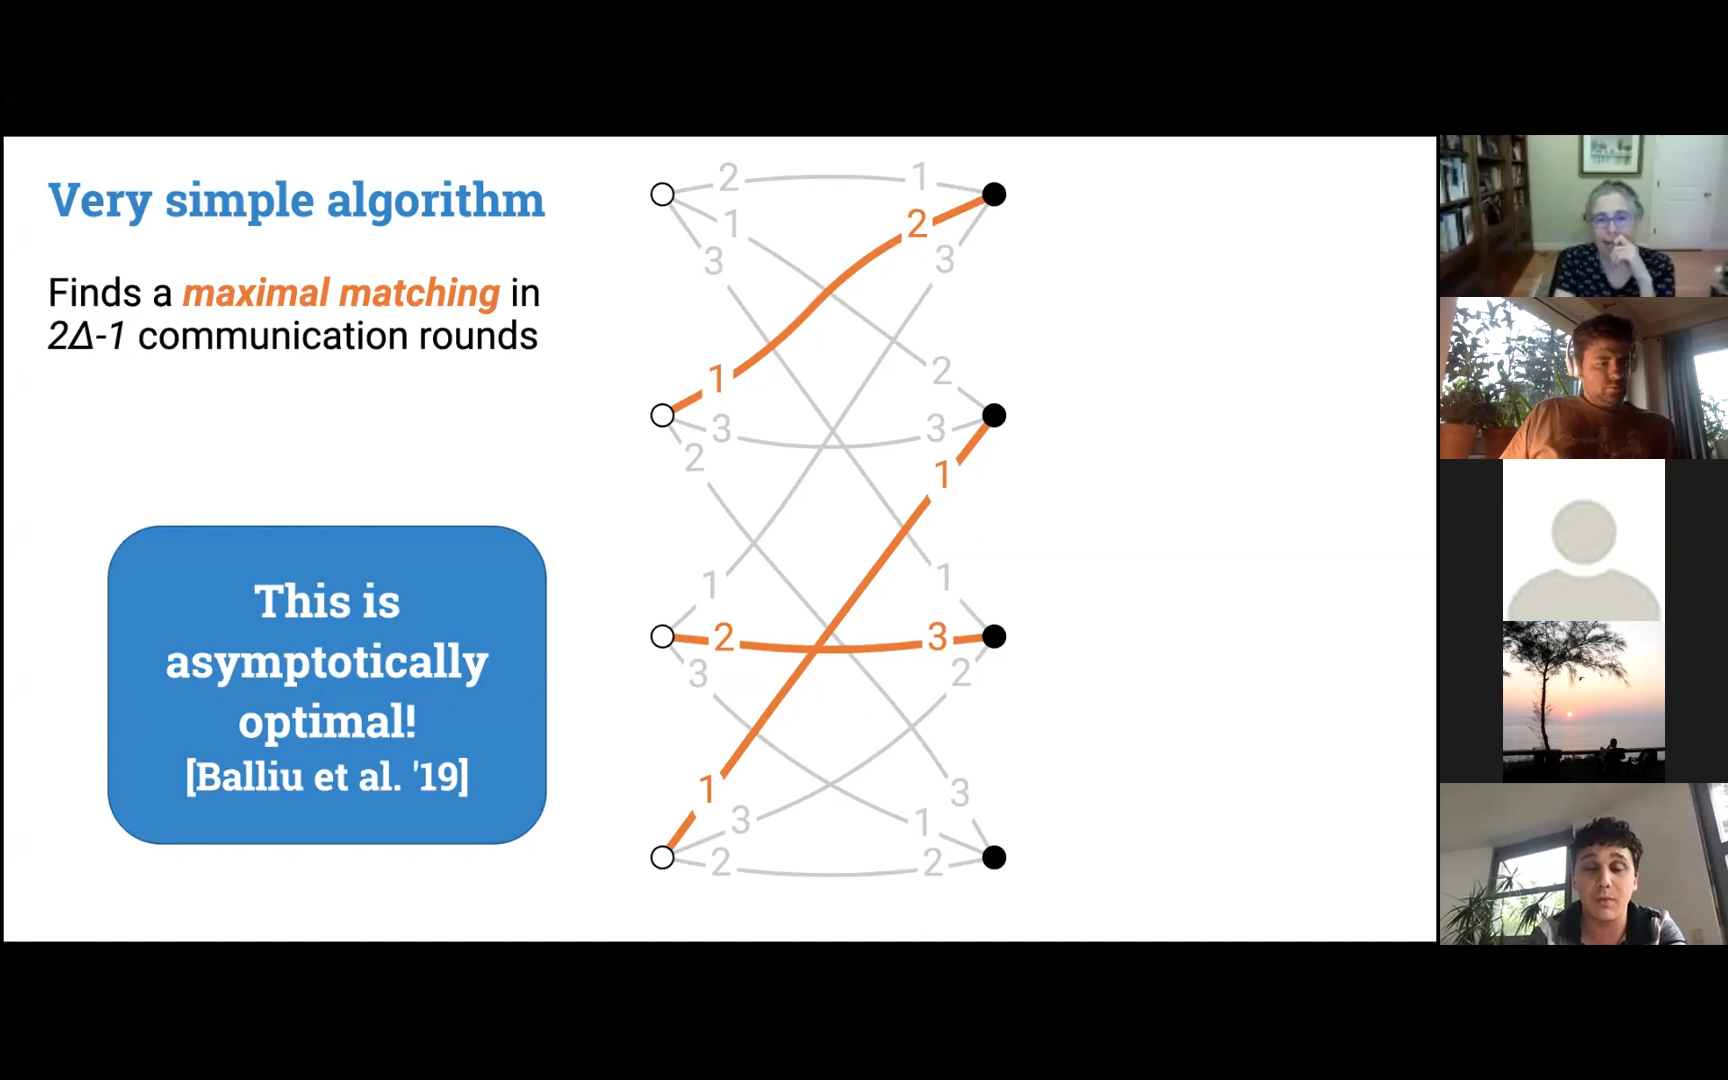 Very simple algorithm
Finds a maximal matching in
2Δ-1 communication rounds
This is
asymptotically
optimal!
[Balliu et al. '19]
2 1
1 2
3 3
1 2
3 3
2 1
1 1
2 3
3 2
1 3
3 1
2 2